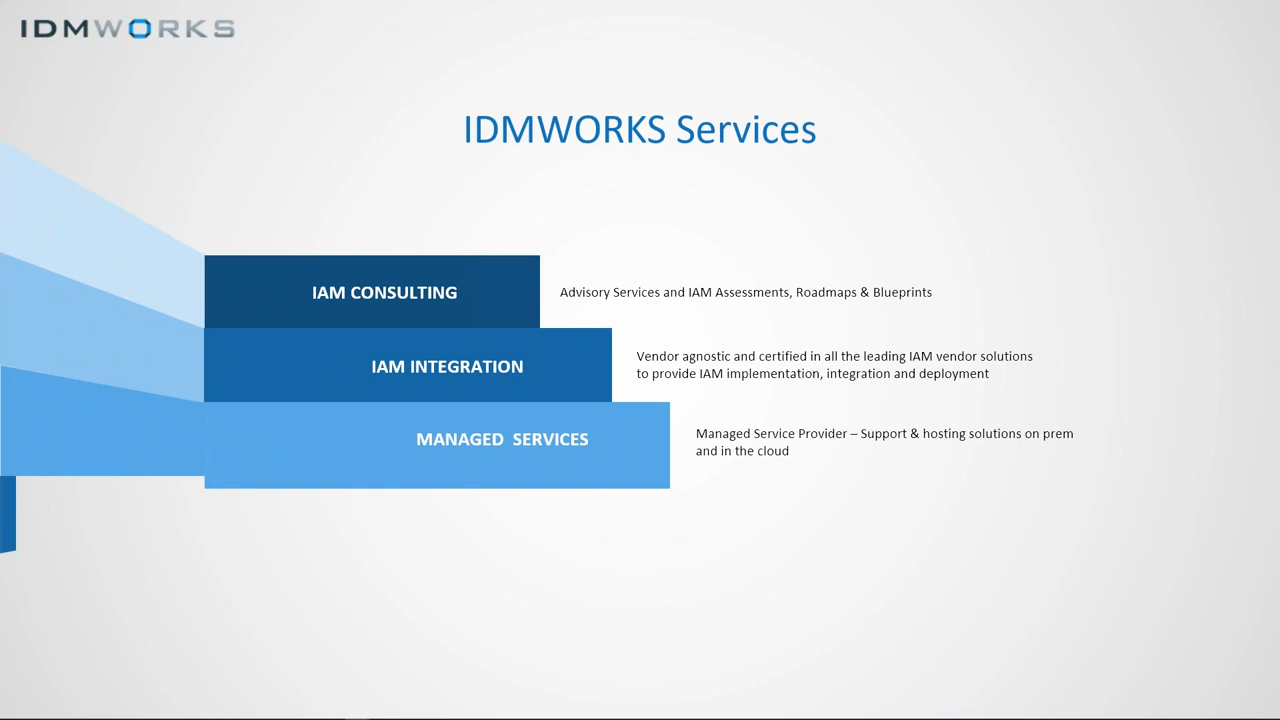 IDMWORKS
IDMWORKS Services
IAM CONSULTING
Advisory Services and IAM Assessments, Roadmaps & Blueprints
IAM INTEGRATION
Vendor agnostic and certified in all the leading IAM vendor solutions
to provide IAM implementation, integration and deployment
MANAGED  SERVICES
Managed Service Provider – Support & hosting solutions on prem
and in the cloud